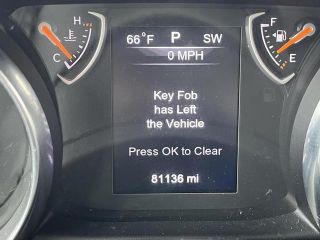 H
C
66°F P SW
0 MPH
F
E
Key Fob
has Left
the Vehicle
Press OK to Clear
81136 mi